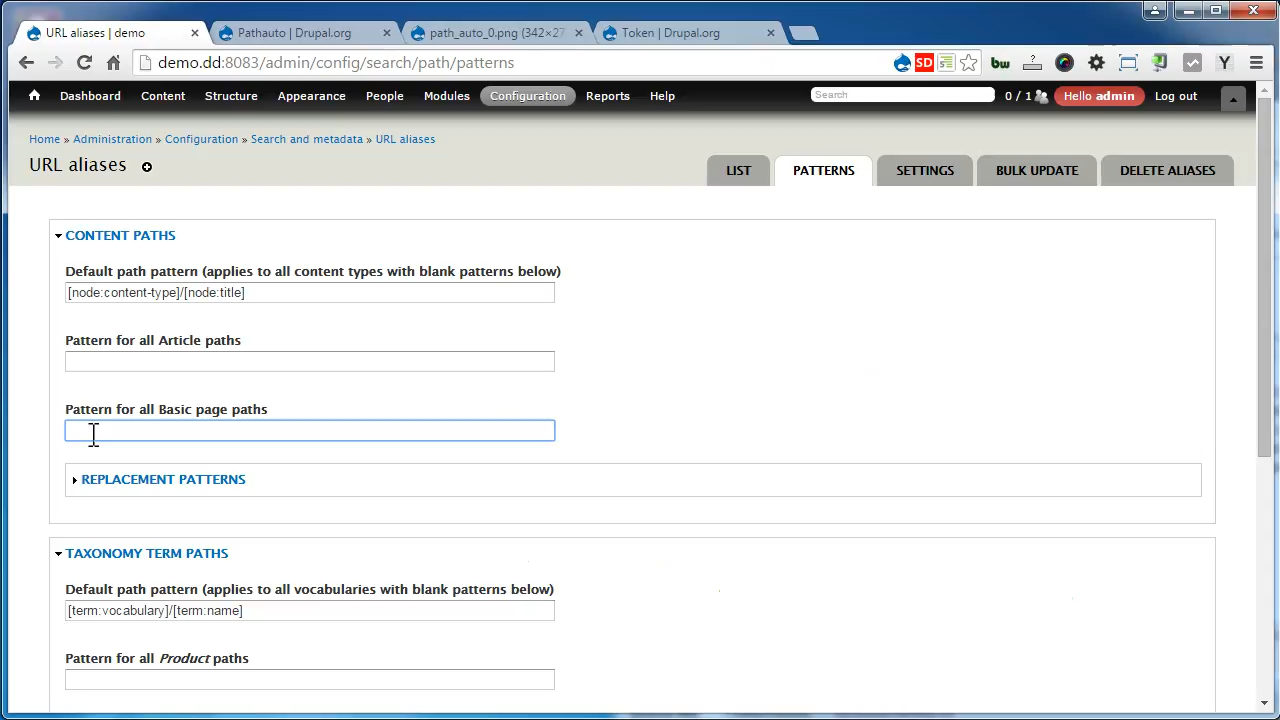 URL aliases | demo
Pathauto | Drupal.org
path_auto_0.png (342×27
Token | Drupal.org
demo.dd:8083/admin/config/search/path/patterns
SD
bw
Y
Dashboard Content Structure Appearance People Modules Configuration Reports Help
Search
0 / 1
Hello admin
Log out
Home » Administration » Configuration » Search and metadata » URL aliases
URL aliases
LIST
PATTERNS
SETTINGS
BULK UPDATE
DELETE ALIASES
CONTENT PATHS
Default path pattern (applies to all content types with blank patterns below)
[node:content-type]/[node:title]
Pattern for all Article paths
Pattern for all Basic page paths
REPLACEMENT PATTERNS
TAXONOMY TERM PATHS
Default path pattern (applies to all vocabularies with blank patterns below)
[term:vocabulary]/[term:name]
Pattern for all Product paths